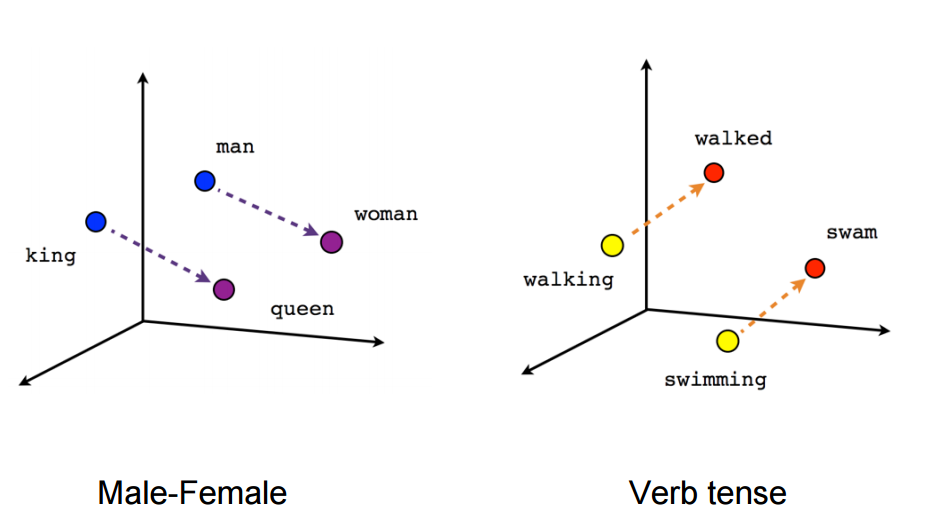 man
woman
king
queen
Male-Female
walked
swam
walking
swimming
Verb tense